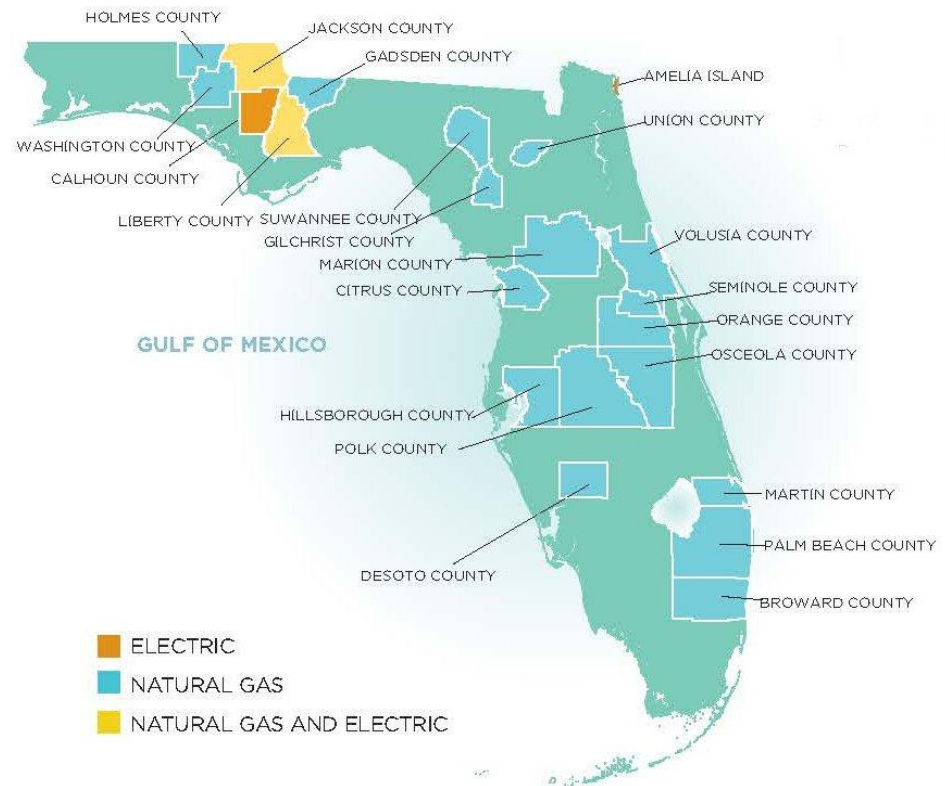 HOLMES COUNTY
JACKSON COUNTY
GADSDEN COUNTY
AMELIA ISLAND
UNION COUNTY
WASHINGTON COUNTY
CALHOUN COUNTY
LIBERTY COUNTY
SUWANNEE COUNTY
GILCHRIST COUNTY
MARION COUNTY
CITRUS COUNTY
VOLUSIA COUNTY
SEMINOLE COUNTY
ORANGE COUNTY
OSCEOLA COUNTY
GULF OF MEXICO
HILLSBOROUGH COUNTY
POLK COUNTY
MARTIN COUNTY
PALM BEACH COUNTY
DESOTO COUNTY
BROWARD COUNTY
ELECTRIC
NATURAL GAS
NATURAL GAS AND ELECTRIC